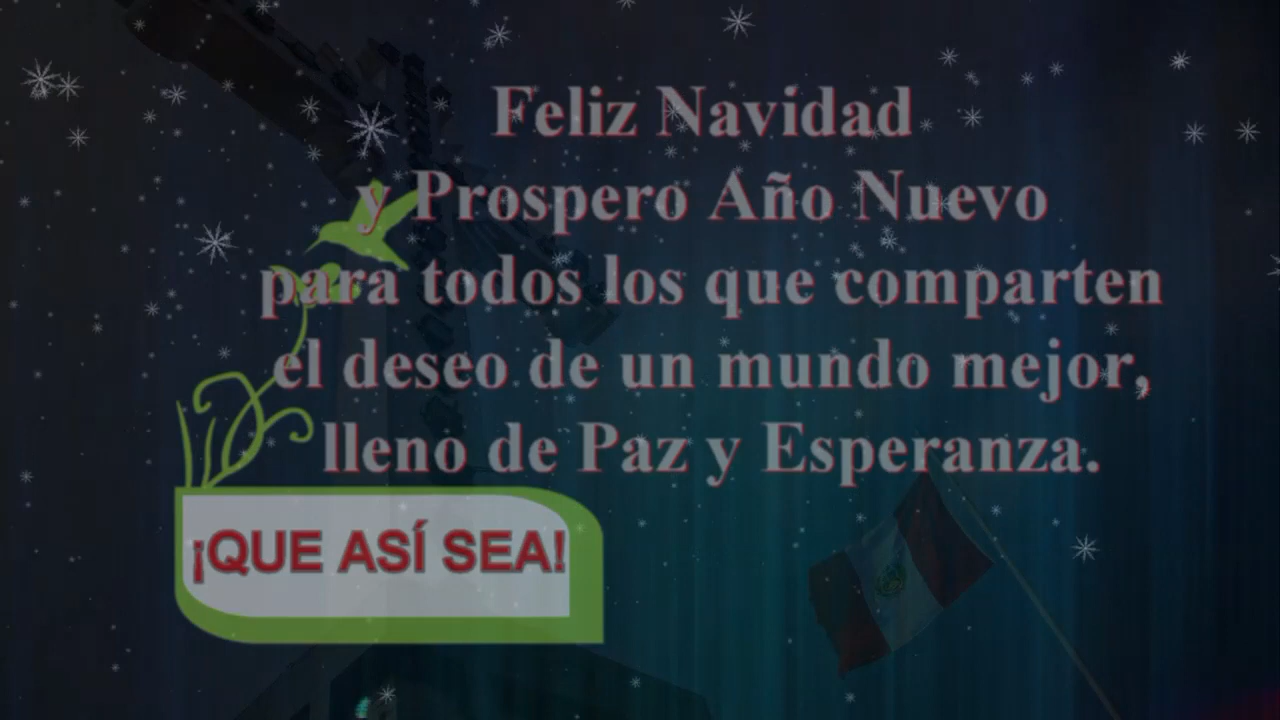 Feliz Navidad
y Prospero Año Nuevo
para todos los que comparten
el deseo de un mundo mejor,
lleno de Paz y Esperanza.
¡QUE ASÍ SEA!